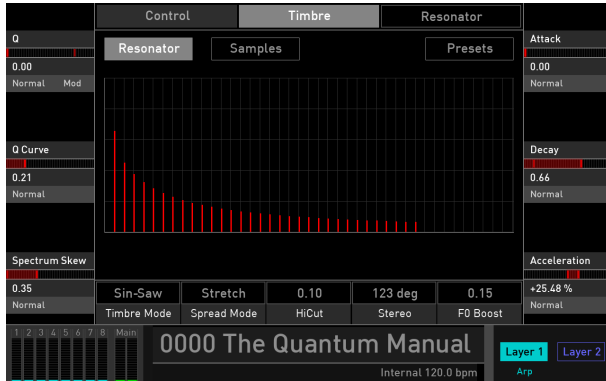 Control Timbre Resonator
Q
0.00
Normal Mod
Q Curve
0.21
Normal
Spectrum Skew
0.35
Normal
Resonator Samples Presets
Attack
0.00
Normal
Decay
0.66
Normal
Acceleration
+25.48 %
Normal
Sin-Saw Stretch 0.10 123 deg 0.15
Timbre Mode Spread Mode HiCut Stereo F0 Boost
1 2 3 4 5 6 7 8 Main
0000 The Quantum Manual
Internal 120.0 bpm
Layer 1 Layer 2
Arp